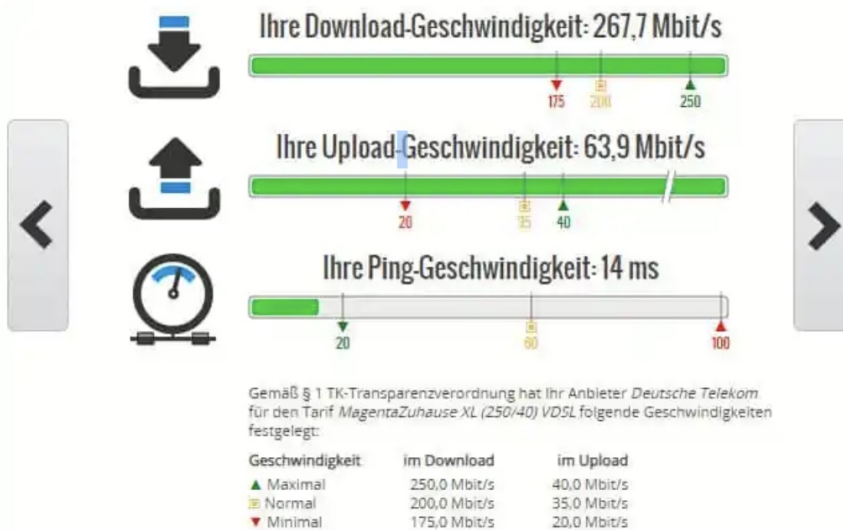 Ihre Download-Geschwindigkeit: 267,7 Mbit/s
175 200 250
Ihre Upload-Geschwindigkeit: 63,9 Mbit/s
20 35 40
Ihre Ping-Geschwindigkeit: 14 ms
20 60 100
Gemäß § 1 TK-Transparenzverordnung hat Ihr Anbieter Deutsche Telekom
für den Tarif MagentaZuhause XL (250/40) VDSL folgende Geschwindigkeiten
festgelegt:
Geschwindigkeit im Download im Upload
Maximal 250,0 Mbit/s 40,0 Mbit/s
Normal 200,0 Mbit/s 35,0 Mbit/s
Minimal 175,0 Mbit/s 20,0 Mbit/s